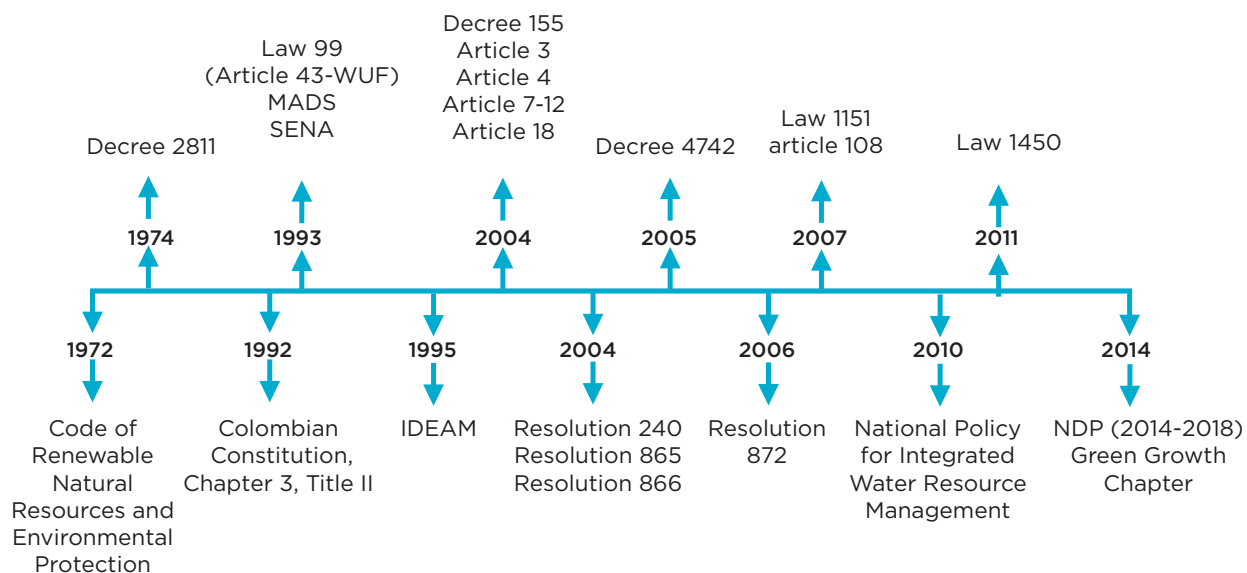 Decree 2811
1974
Law 99
(Article 43-WUF)
MADS
SENA
1993
Decree 155
Article 3
Article 4
Article 7-12
Article 18
2004
Decree 4742
2005
Law 1151
article 108
2007
Law 1450
2011
1972
Code of
Renewable
Natural
Resources and
Environmental
Protection
1992
Colombian
Constitution,
Chapter 3, Title II
1995
IDEAM
2004
Resolution 240
Resolution 865
Resolution 866
2006
Resolution
872
2010
National Policy
for Integrated
Water Resource
Management
2014
NDP (2014-2018)
Green Growth
Chapter